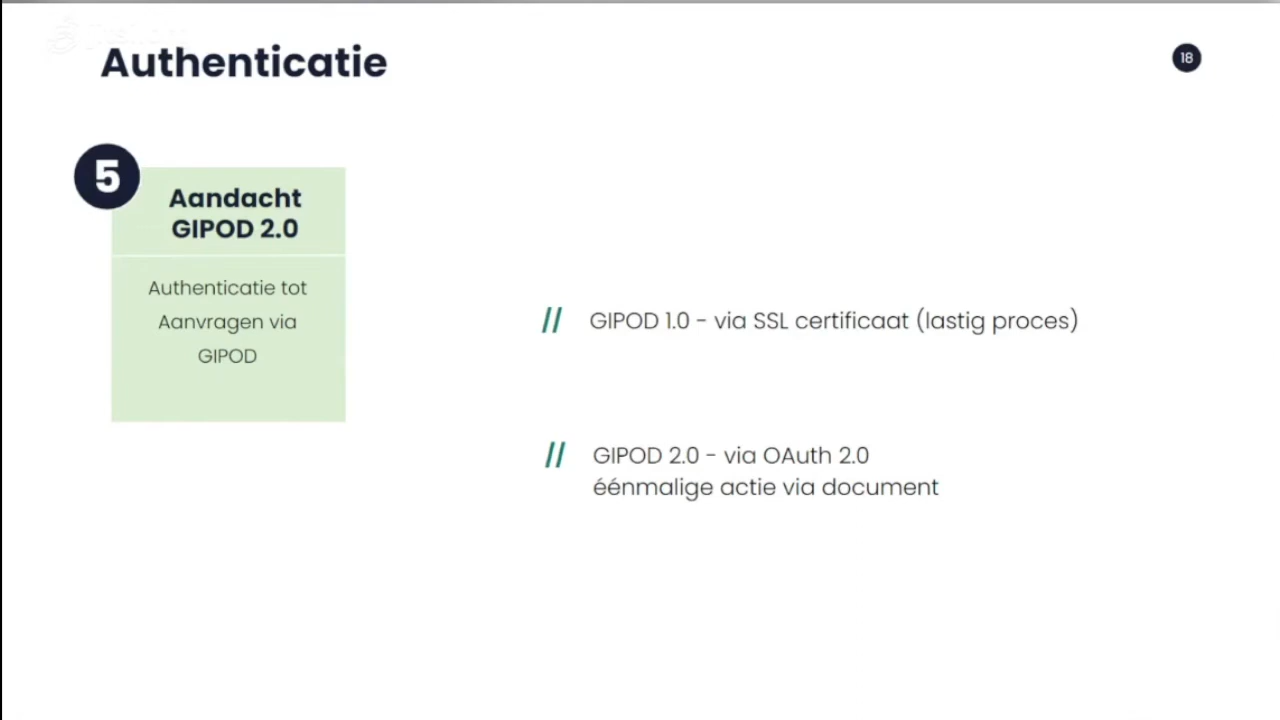 Authenticatie
18
5
Aandacht
GIPOD 2.0
Authenticatie tot
Aanvragen via
GIPOD
// GIPOD 1.0 - via SSL certificaat (lastig proces)
// GIPOD 2.0 - via OAuth 2.0
éénmalige actie via document